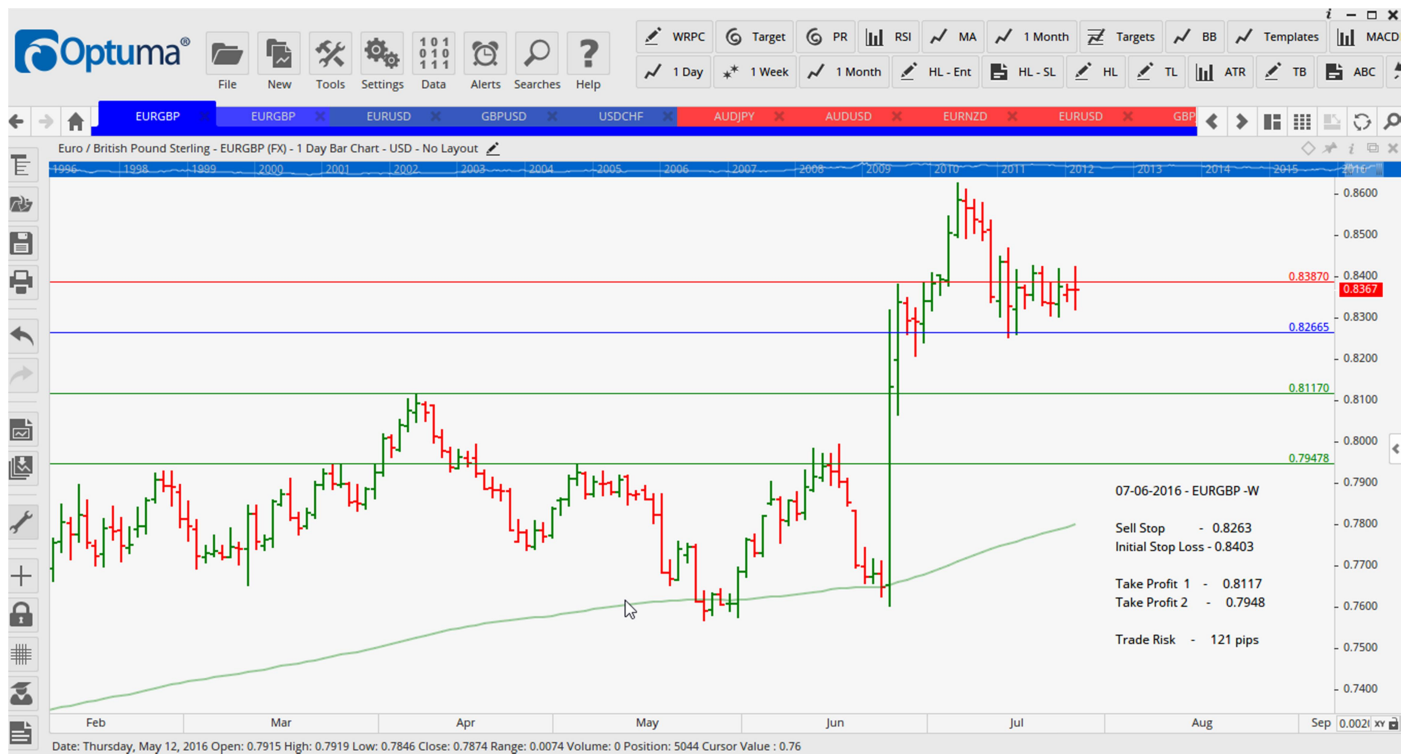 Optuma®
File
New
Tools
Settings
101
010
111
Data
Alerts
Searches
?
Help
i
WRPC
Target
PR
RSI
MA
1 Month
Targets
BB
Templates
MACD
1 Day
1 Week
1 Month
HL - Ent
HL - SL
HL
TL
ATR
TB
ABC
EURGBP
EURGBP
EURUSD
GBPUSD
USDCHF
AUDJPY
AUDUSD
EURNZD
EURUSD
GBP
Euro / British Pound Sterling - EURGBP (FX) - 1 Day Bar Chart - USD - No Layout
1996 1998 1999 2000 2001 2002 2003 2004 2005 2006 2007 2008 2009 2010 2011 2012 2013 2014 2015 2016
0.8600
0.8500
0.8400
0.83870
0.8367
0.8300
0.82665
0.8200
0.81170
0.8100
0.8000
0.79478
0.7900
0.7800
0.7700
0.7600
0.7500
0.7400
07-06-2016 - EURGBP -W
Sell Stop - 0.8263
Initial Stop Loss - 0.8403
Take Profit 1 - 0.8117
Take Profit 2 - 0.7948
Trade Risk - 121 pips
Feb Mar Apr May Jun Jul Aug Sep
XY
Date: Thursday, May 12, 2016 Open: 0.7915 High: 0.7919 Low: 0.7846 Close: 0.7874 Range: 0.0074 Volume: 0 Position: 5044 Cursor Value : 0.76